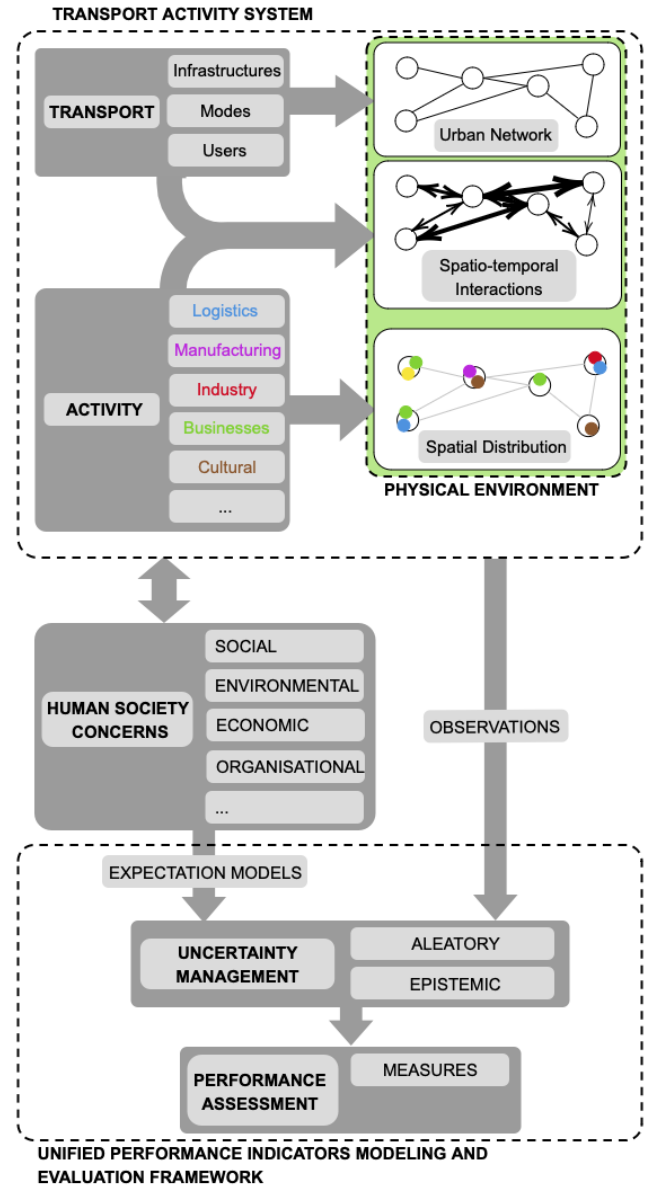 TRANSPORT ACTIVITY SYSTEM
TRANSPORT
Infrastructures
Modes
Users
Urban Network
Spatio-temporal
Interactions
ACTIVITY
Logistics
Manufacturing
Industry
Businesses
Cultural
...
Spatial Distribution
PHYSICAL ENVIRONMENT
HUMAN SOCIETY
CONCERNS
SOCIAL
ENVIRONMENTAL
ECONOMIC
ORGANISATIONAL
...
OBSERVATIONS
EXPECTATION MODELS
UNCERTAINTY
MANAGEMENT
ALEATORY
EPISTEMIC
PERFORMANCE
ASSESSMENT
MEASURES
UNIFIED PERFORMANCE INDICATORS MODELING AND
EVALUATION FRAMEWORK